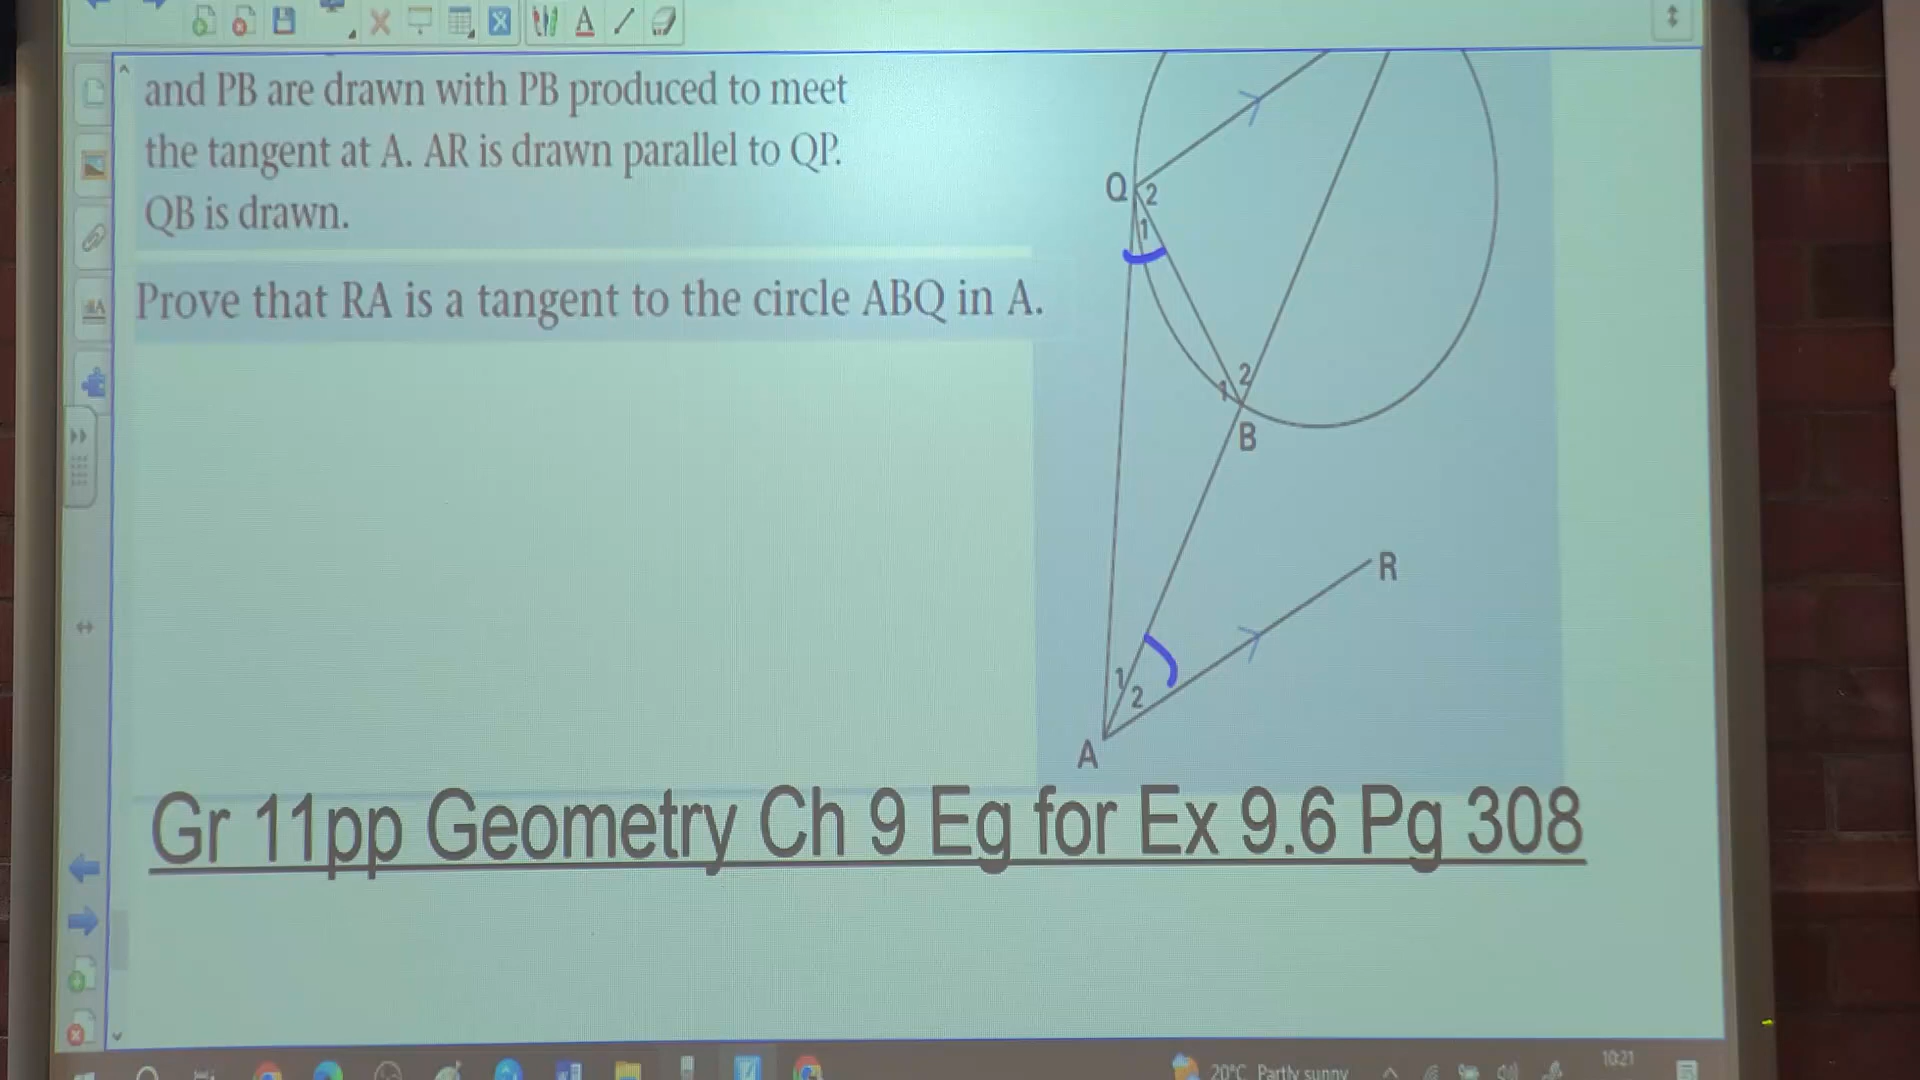 and PB are drawn with PB produced to meet
the tangent at A. AR is drawn parallel to QP.
QB is drawn.
Prove that RA is a tangent to the circle ABQ in A.
Q
2
1
2
1
B
R
1
2
A
Gr 11pp Geometry Ch 9 Eg for Ex 9.6 Pg 308
20°C Partly sunny
10:21